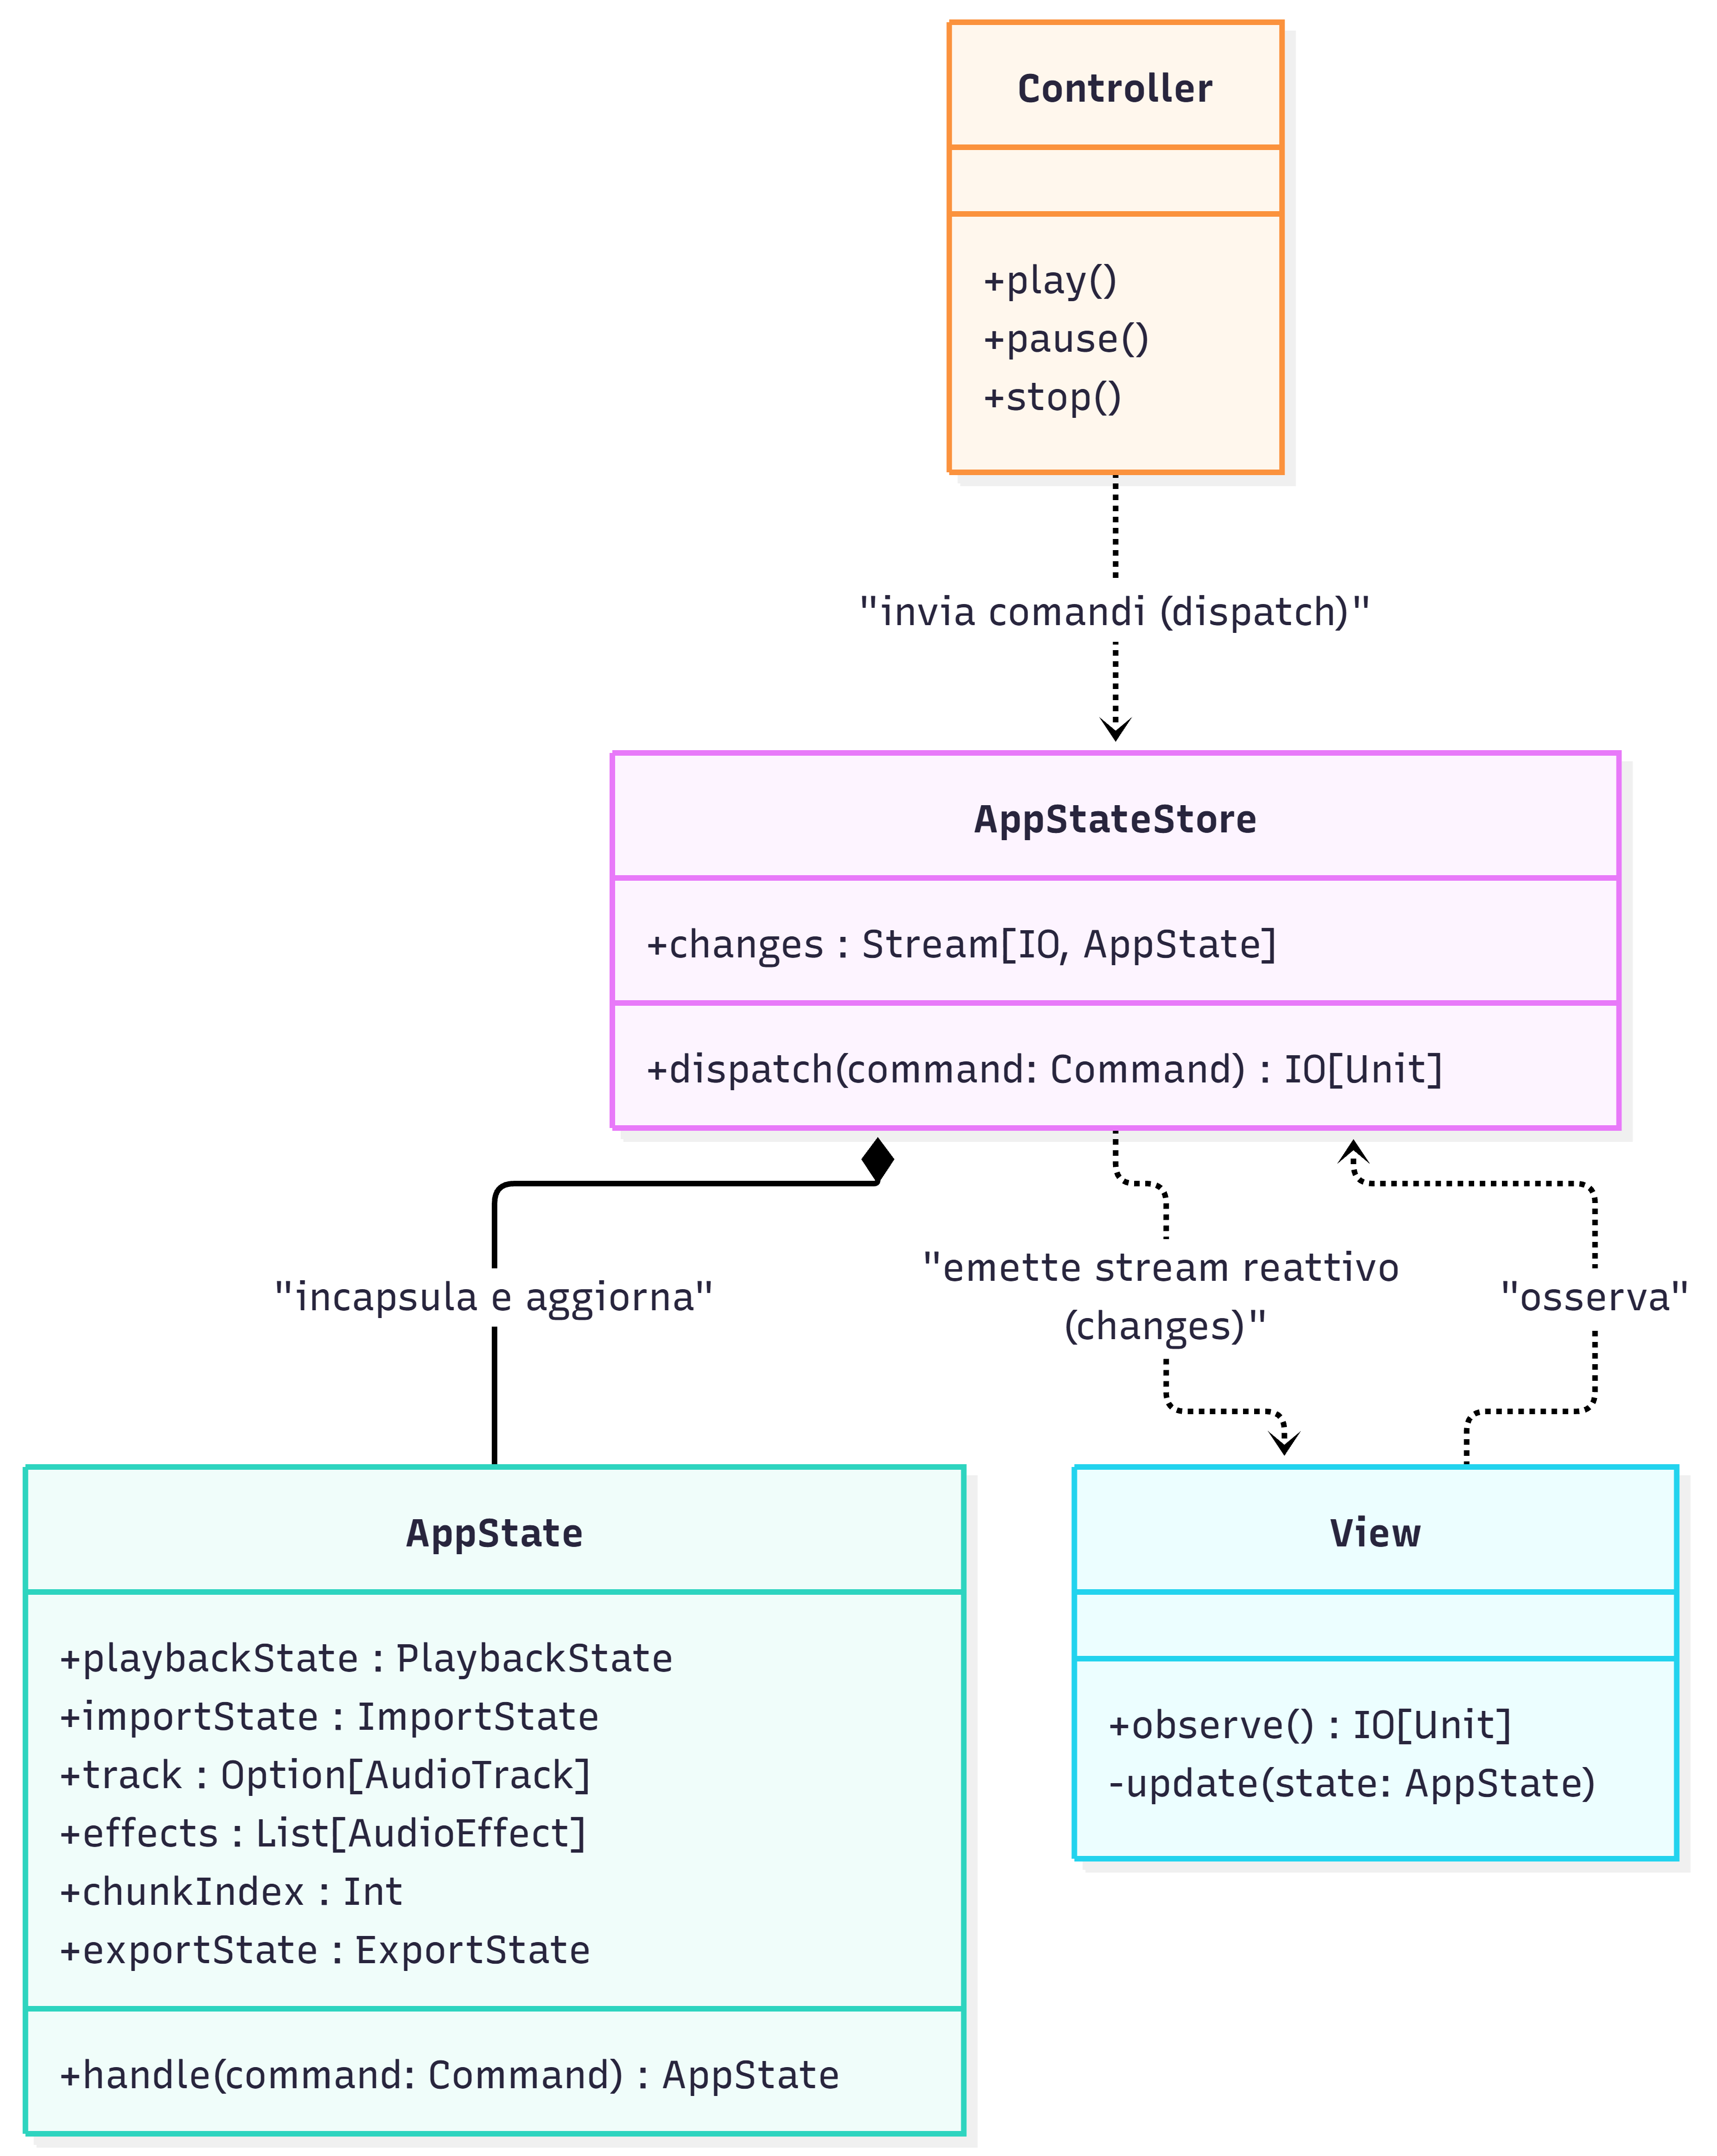 Controller
+play()
+pause()
+stop()
"invia comandi (dispatch)"
AppStateStore
+changes : Stream[IO, AppState]
+dispatch(command: Command) : IO[Unit]
"incapsula e aggiorna"
"emette stream reattivo
(changes)"
"osserva"
AppState
+playbackState : PlaybackState
+importState : ImportState
+track : Option[AudioTrack]
+effects : List[AudioEffect]
+chunkIndex : Int
+exportState : ExportState
+handle(command: Command) : AppState
View
+observe() : IO[Unit]
-update(state: AppState)